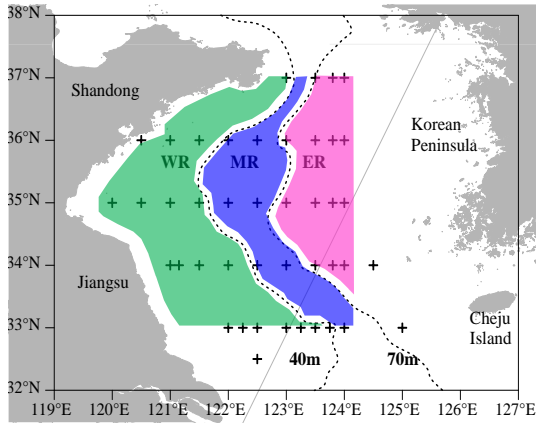 38°N
37°N
Shandong
Korean
Peninsula
36°N
WR MR ER
35°N
34°N
Jiangsu
Cheju
Island
33°N
40m 70m
32°N
119°E 120°E 121°E 122°E 123°E 124°E 125°E 126°E 127°E